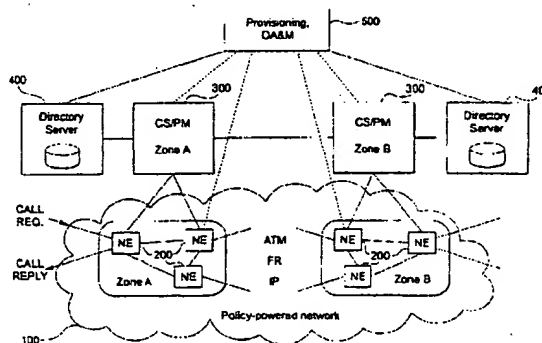 Provisioning,
OA&M
500
400
300
300
40
Directory
Server
CS/PM
Zone A
CS/PM
Zone B
Directory
Server
CALL
REQ.
CALL
REPLY
NE
200
NE
NE
Zone A
ATM
FR
IP
NE
200
NE
NE
Zone B
Policy-powered network
100